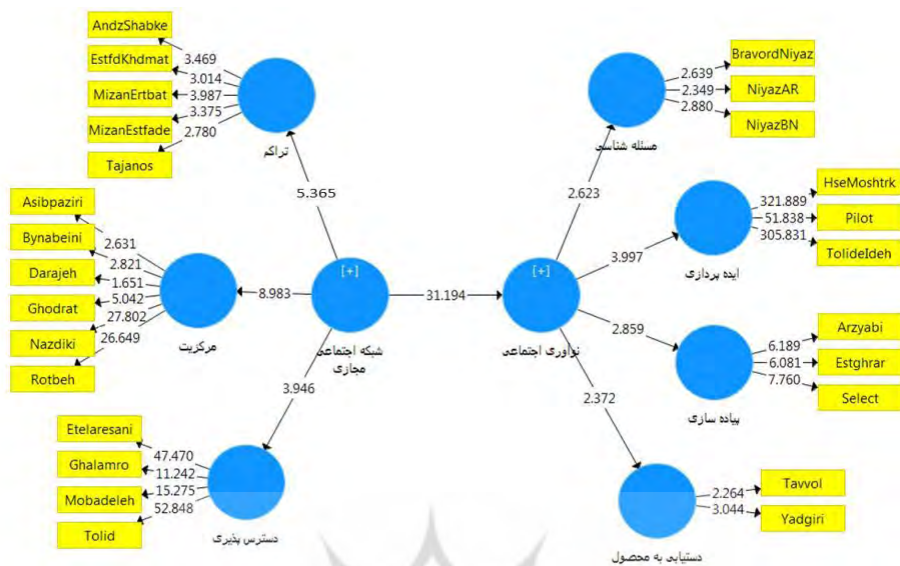 AndzShabke
EstfdKhdmat
MizanErtbat
MizanEstfade
Tajanos
3.469
3.014
3.987
3.375
2.780
تراکم
5.365
Asibpaziri
Bynabeini
Darajeh
Ghodrat
Nazdiki
Rotbeh
2.631
2.821
1.651
5.042
27.802
26.649
مرکزیت
8.983
[+]
شبکه اجتماعی
مجازی
3.946
Etelaresani
Ghalamro
Mobadeleh
Tolid
47.470
11.242
15.275
52.848
دسترس پذیری
31.194
[+]
نوآوری اجتماعی
2.623
مسئله شناسی
2.639
2.349
2.880
BravordNiyaz
NiyazAR
NiyazBN
3.997
ایده پردازی
321.889
51.838
305.831
HseMoshtrk
Pilot
TolideIdeh
2.859
پیاده سازی
6.189
6.081
7.760
Arzyabi
Estghrar
Select
2.372
دستیابی به محصول
2.264
3.044
Tavvol
Yadgiri